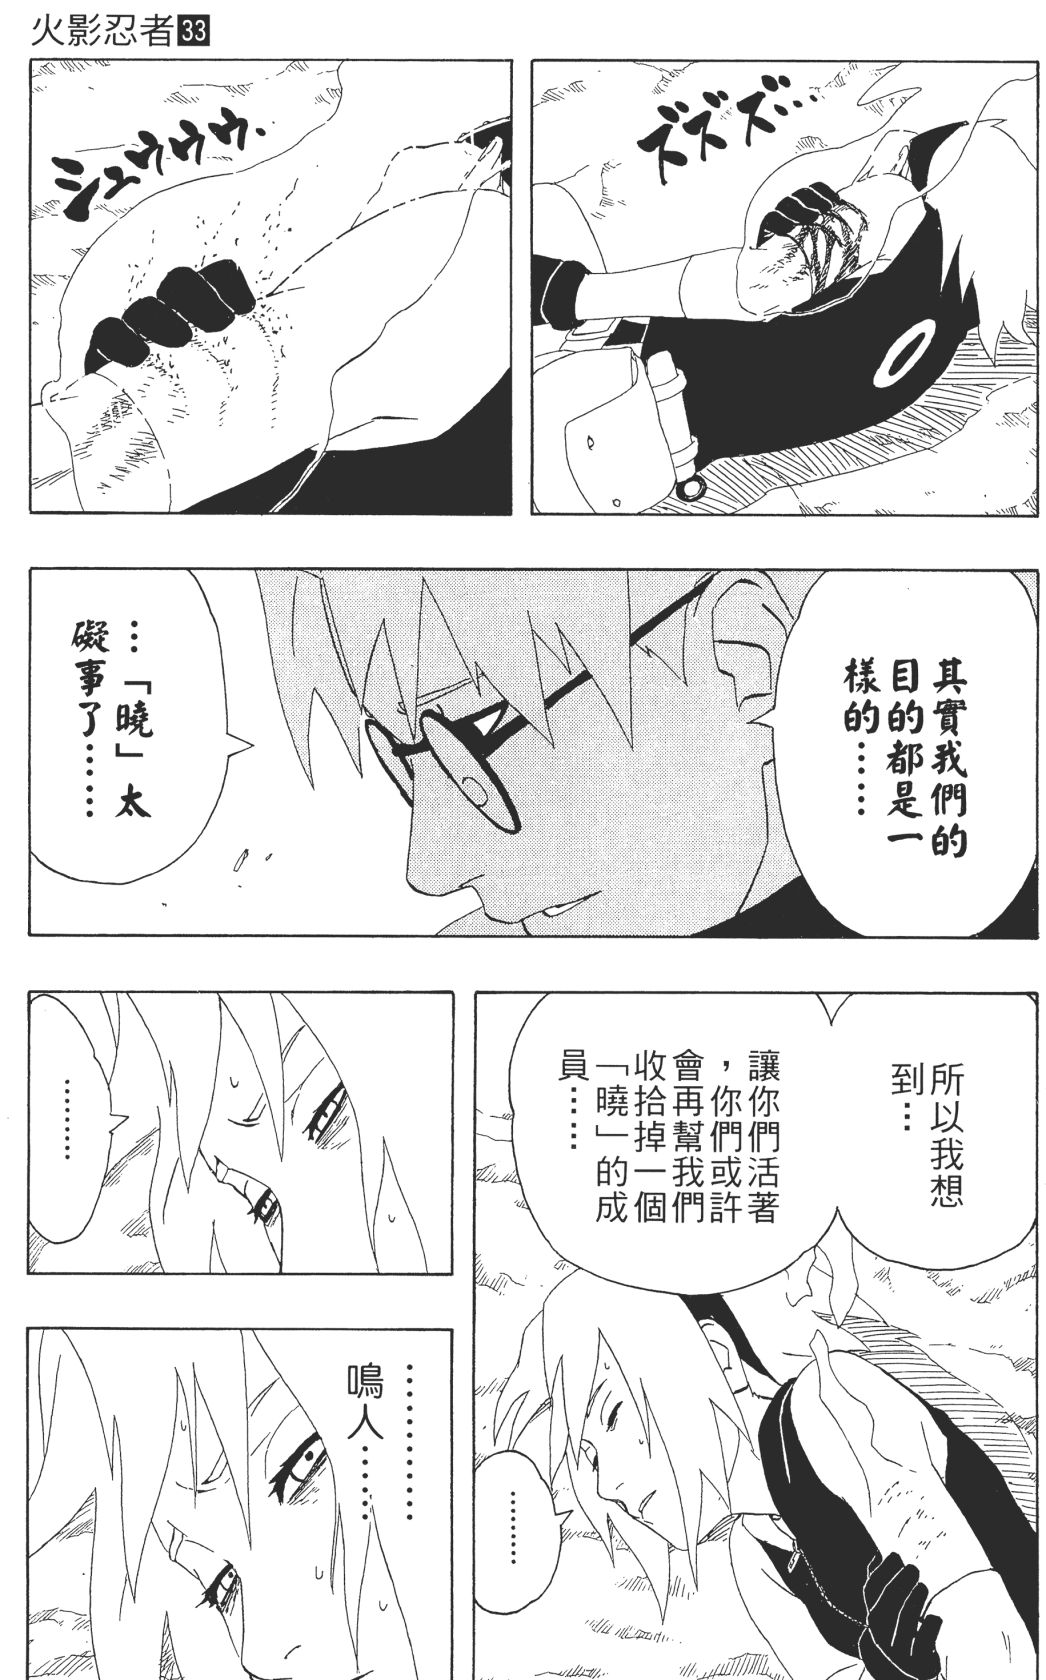 火影忍者33
ズズズ…
シュウウウ.
其實我們的
目的都是一
樣的……
…「曉」太
礙事了……
所以我想
到…
讓你們活著
，你們或許
會再幫我們
收拾掉一個
「曉」的成
員……
………
………
…………
鳴人……